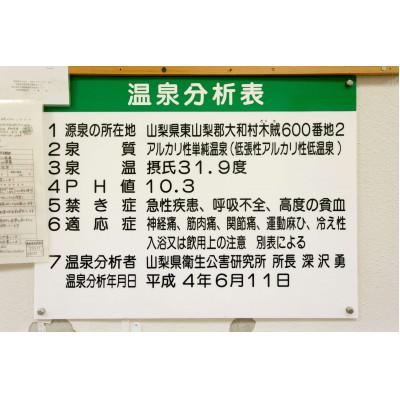 温泉分析表
1 源泉の所在地 山梨県東山梨郡大和村木賊600番地2
2 泉質 アルカリ性単純温泉(低張性アルカリ性低温泉)
3 泉温 摂氏31.9度
4 PH値 10.3
5 禁き症 急性疾患、呼吸不全、高度の貧血
6 適応症 神経痛、筋肉痛、関節痛、運動麻ひ、冷え性
入浴又は飲用上の注意 別表による
7 温泉分析者 山梨県衛生公害研究所 所長 深沢 勇
温泉分析年月日 平成4年6月11日